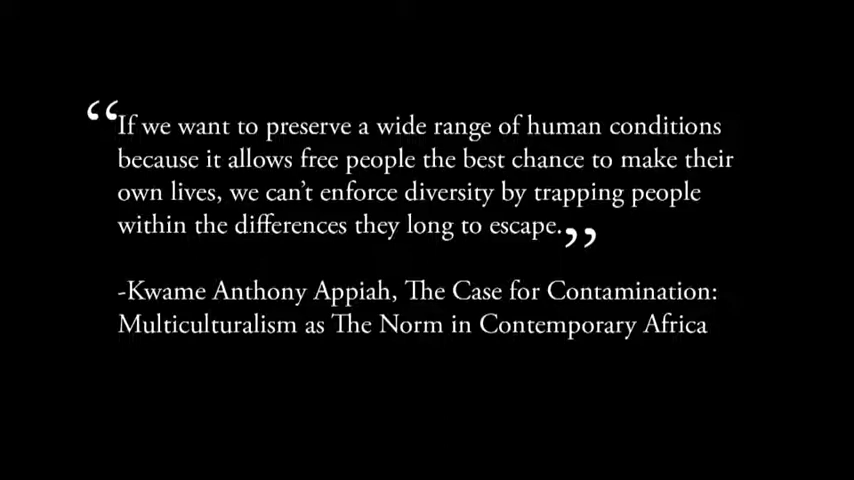 “If we want to preserve a wide range of human conditions
because it allows free people the best chance to make their
own lives, we can’t enforce diversity by trapping people
within the differences they long to escape.”
-Kwame Anthony Appiah, The Case for Contamination:
Multiculturalism as The Norm in Contemporary Africa